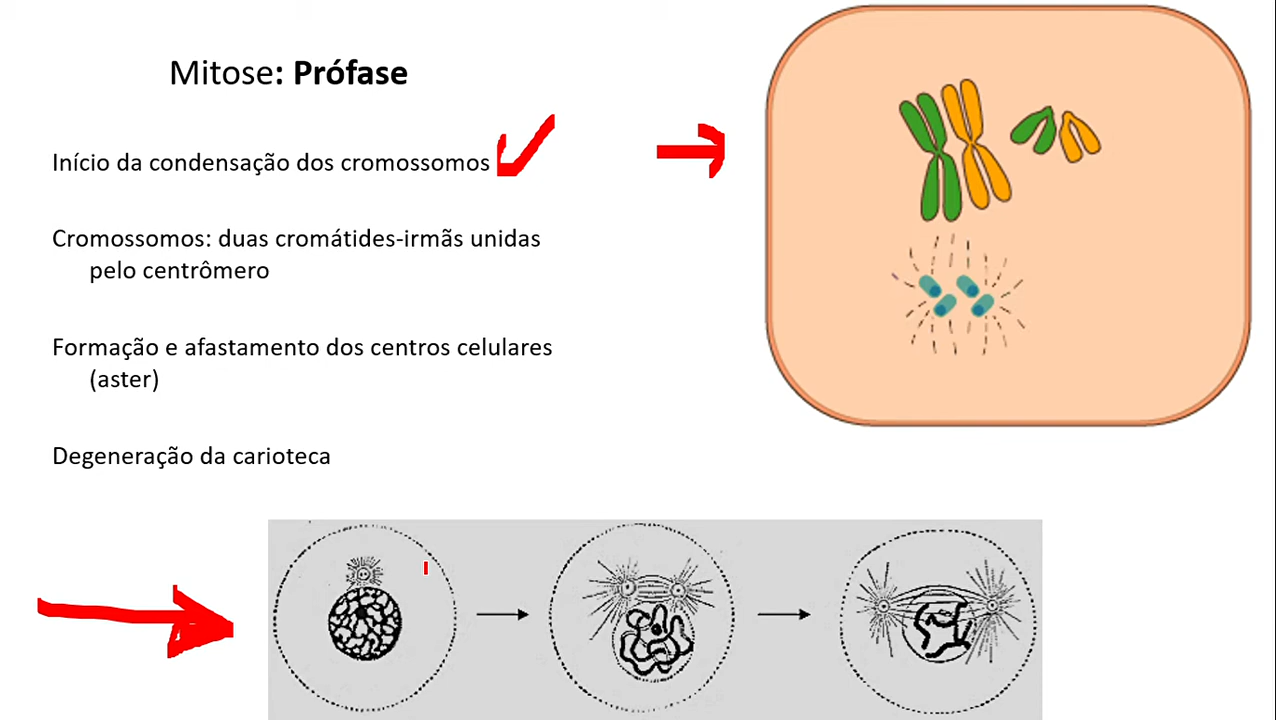 Mitose: Prófase
Início da condensação dos cromossomos
Cromossomos: duas cromátides-irmãs unidas
pelo centrômero
Formação e afastamento dos centros celulares
(aster)
Degeneração da carioteca